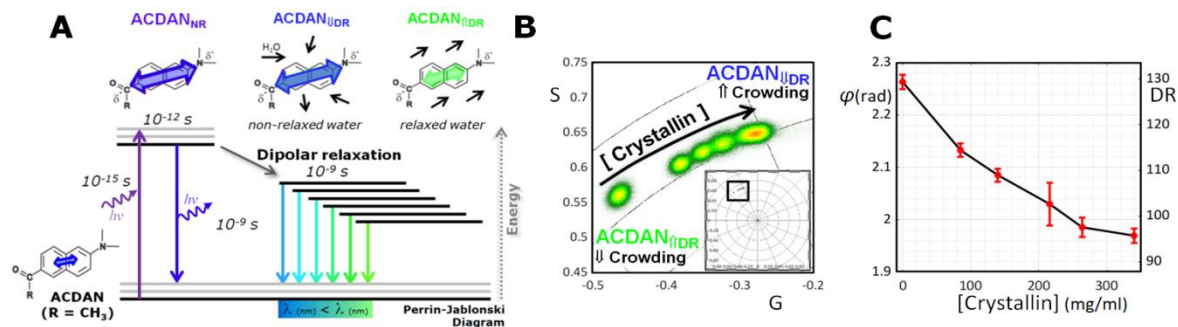 A
ACDAN_NR
ACDAN_⇓DR
ACDAN_⇑DR
H₂O
N
δ⁺
O
C
δ⁻
R
non-relaxed water
relaxed water
10⁻¹² s
Dipolar relaxation
10⁻⁹ s
10⁻¹⁵ s
hν
hν
10⁻⁹ s
Energy
N
O
C
R
ACDAN
(R = CH₃)
(nm) < (nm)
Perrin-Jablonski
Diagram
B
S
0.75
0.7
0.65
0.6
0.55
0.5
0.45
ACDAN_⇓DR
⇑ Crowding
[ Crystallin ]
ACDAN_⇑DR
⇓ Crowding
-0.5
-0.4
-0.3
-0.2
G
C
φ(rad)
2.3
2.2
2.1
2
1.9
130
DR
120
110
100
90
0
100
200
300
[Crystallin] (mg/ml)